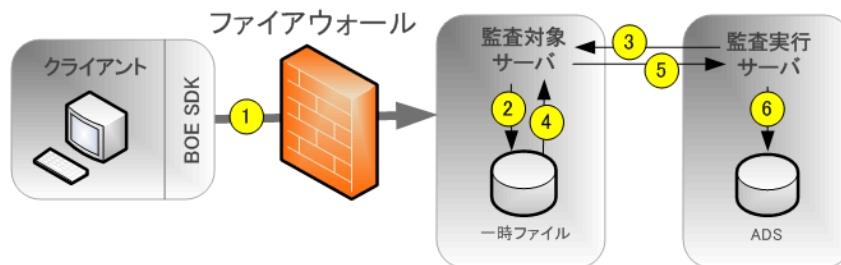 ファイアウォール
クライアント
BOE SDK
1
監査対象
サーバ
2
4
一時ファイル
3
5
監査実行
サーバ
6
ADS